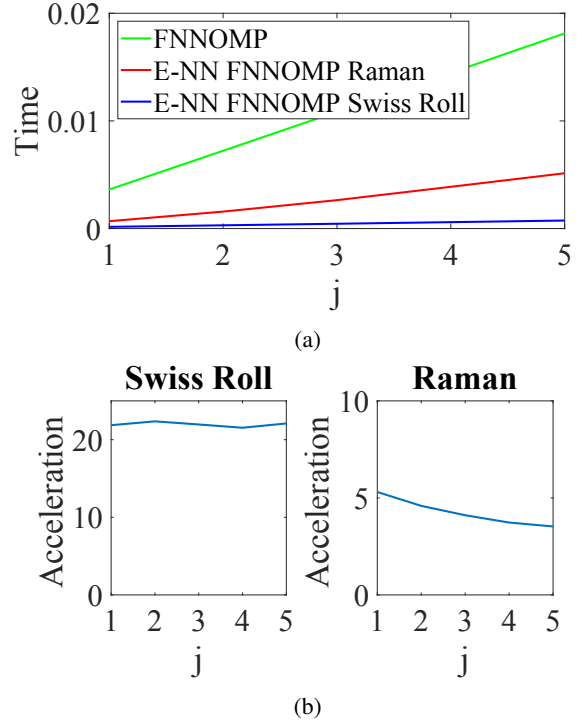 0.02
FNNOMP
E-NN FNNOMP Raman
E-NN FNNOMP Swiss Roll
0.01
0
Time
1 2 3 4 5
j
(a)
Swiss Roll
20
10
0
Acceleration
1 2 3 4 5
j
Raman
10
5
0
Acceleration
1 2 3 4 5
j
(b)